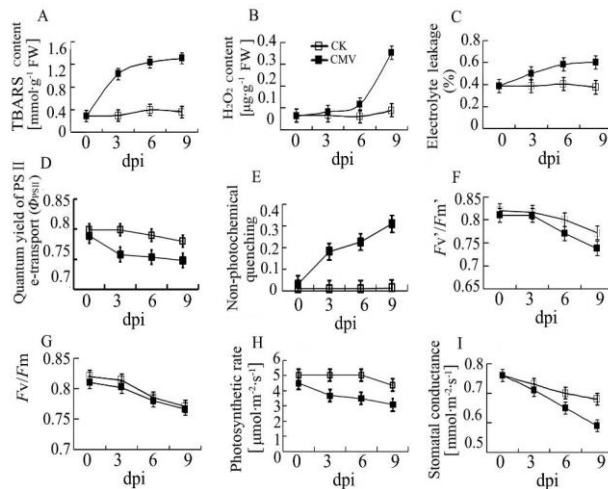 A
TBARS content
[mmol·g⁻¹ FW]
1.6
1.2
0.8
0.4
0
0 3 6 9
dpi
B
H₂O₂ content
[μg·g⁻¹ FW]
0.4
0.3
0.2
0.1
0
CK
CMV
0 3 6 9
dpi
C
Electrolyte leakage
(%)
0.8
0.6
0.4
0.2
0
0 3 6 9
dpi
D
Quantum yield of PS II
e-transport (ΦPSII)
0.85
0.8
0.75
0.7
0 3 6 9
dpi
E
Non-photochemical
quenching
0.4
0.3
0.2
0.1
0
0 3 6 9
dpi
F
Fv'/Fm'
0.85
0.8
0.75
0.7
0 3 6 9
dpi
G
Fv/Fm
0.85
0.8
0.75
0.7
0 3 6 9
dpi
H
Photosynthetic rate
[μmol·m⁻²·s⁻¹]
6
5
4
3
2
1
0
0 3 6 9
dpi
I
Stomatal conductance
[mmol·m⁻²·s⁻¹]
0.8
0.7
0.6
0.5
0 3 6 9
dpi